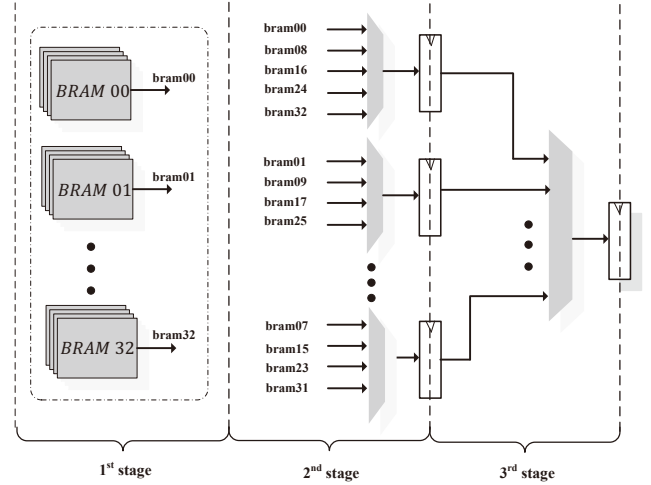 BRAM 00
bram00
BRAM 01
bram01
BRAM 32
bram32
bram00
bram08
bram16
bram24
bram32
bram01
bram09
bram17
bram25
bram07
bram15
bram23
bram31
1st stage
2nd stage
3rd stage